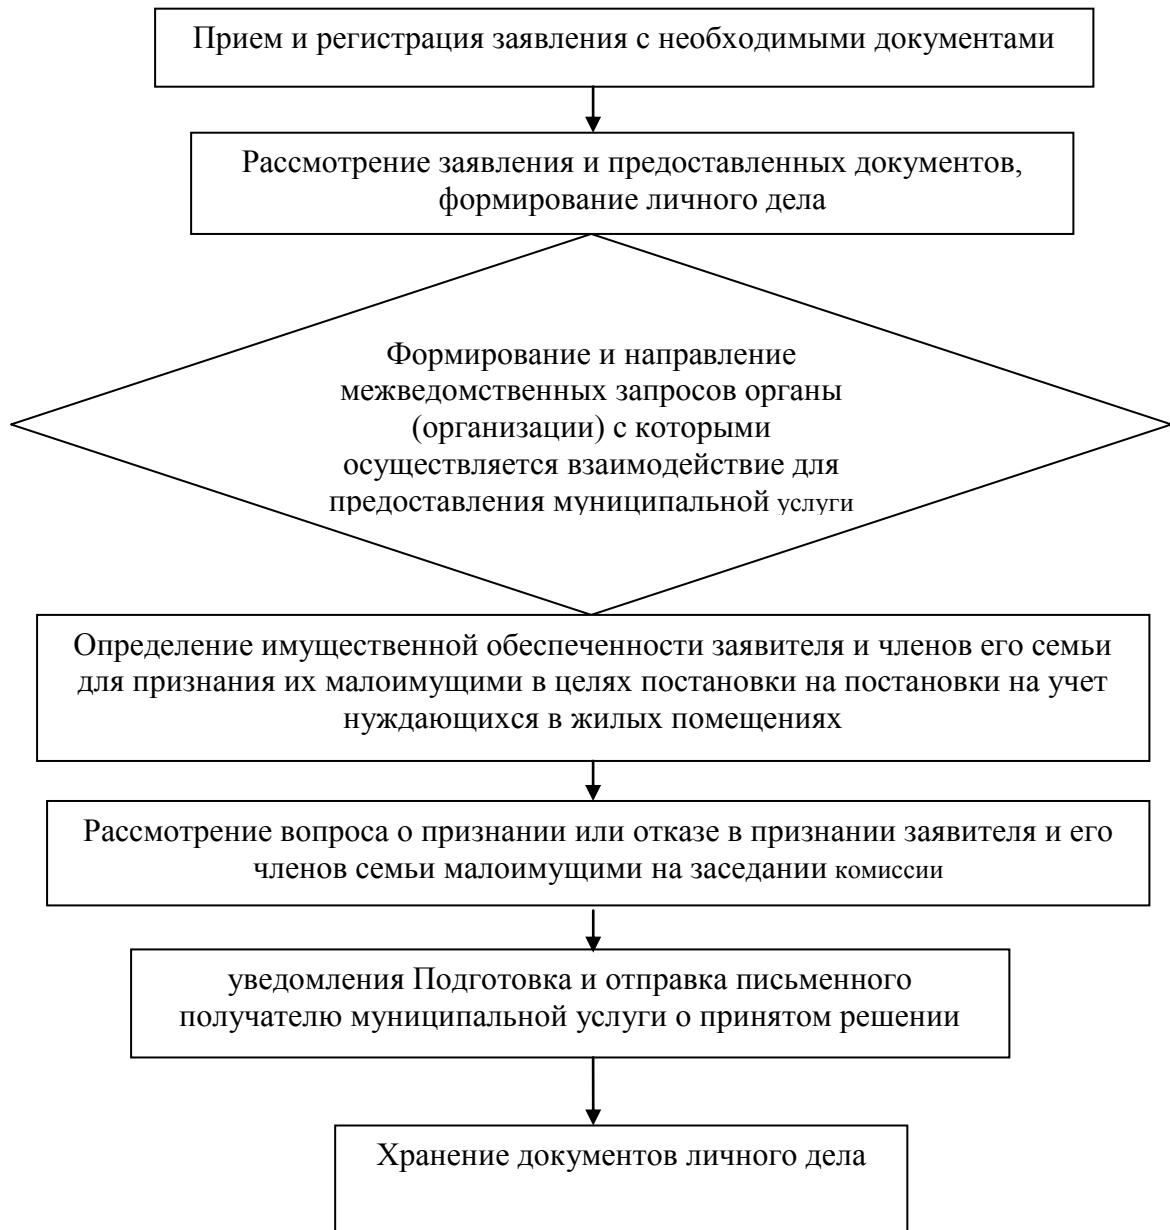 Прием и регистрация заявления с необходимыми документами
Рассмотрение заявления и предоставленных документов,
формирование личного дела
Формирование и направление
межведомственных запросов органы
(организации) с которыми
осуществляется взаимодействие для
предоставления муниципальной услуги
Определение имущественной обеспеченности заявителя и членов его семьи
для признания их малоимущими в целях постановки на постановки на учет
нуждающихся в жилых помещениях
Рассмотрение вопроса о признании или отказе в признании заявителя и его
членов семьи малоимущими на заседании комиссии
уведомления Подготовка и отправка письменного
получателю муниципальной услуги о принятом решении
Хранение документов личного дела